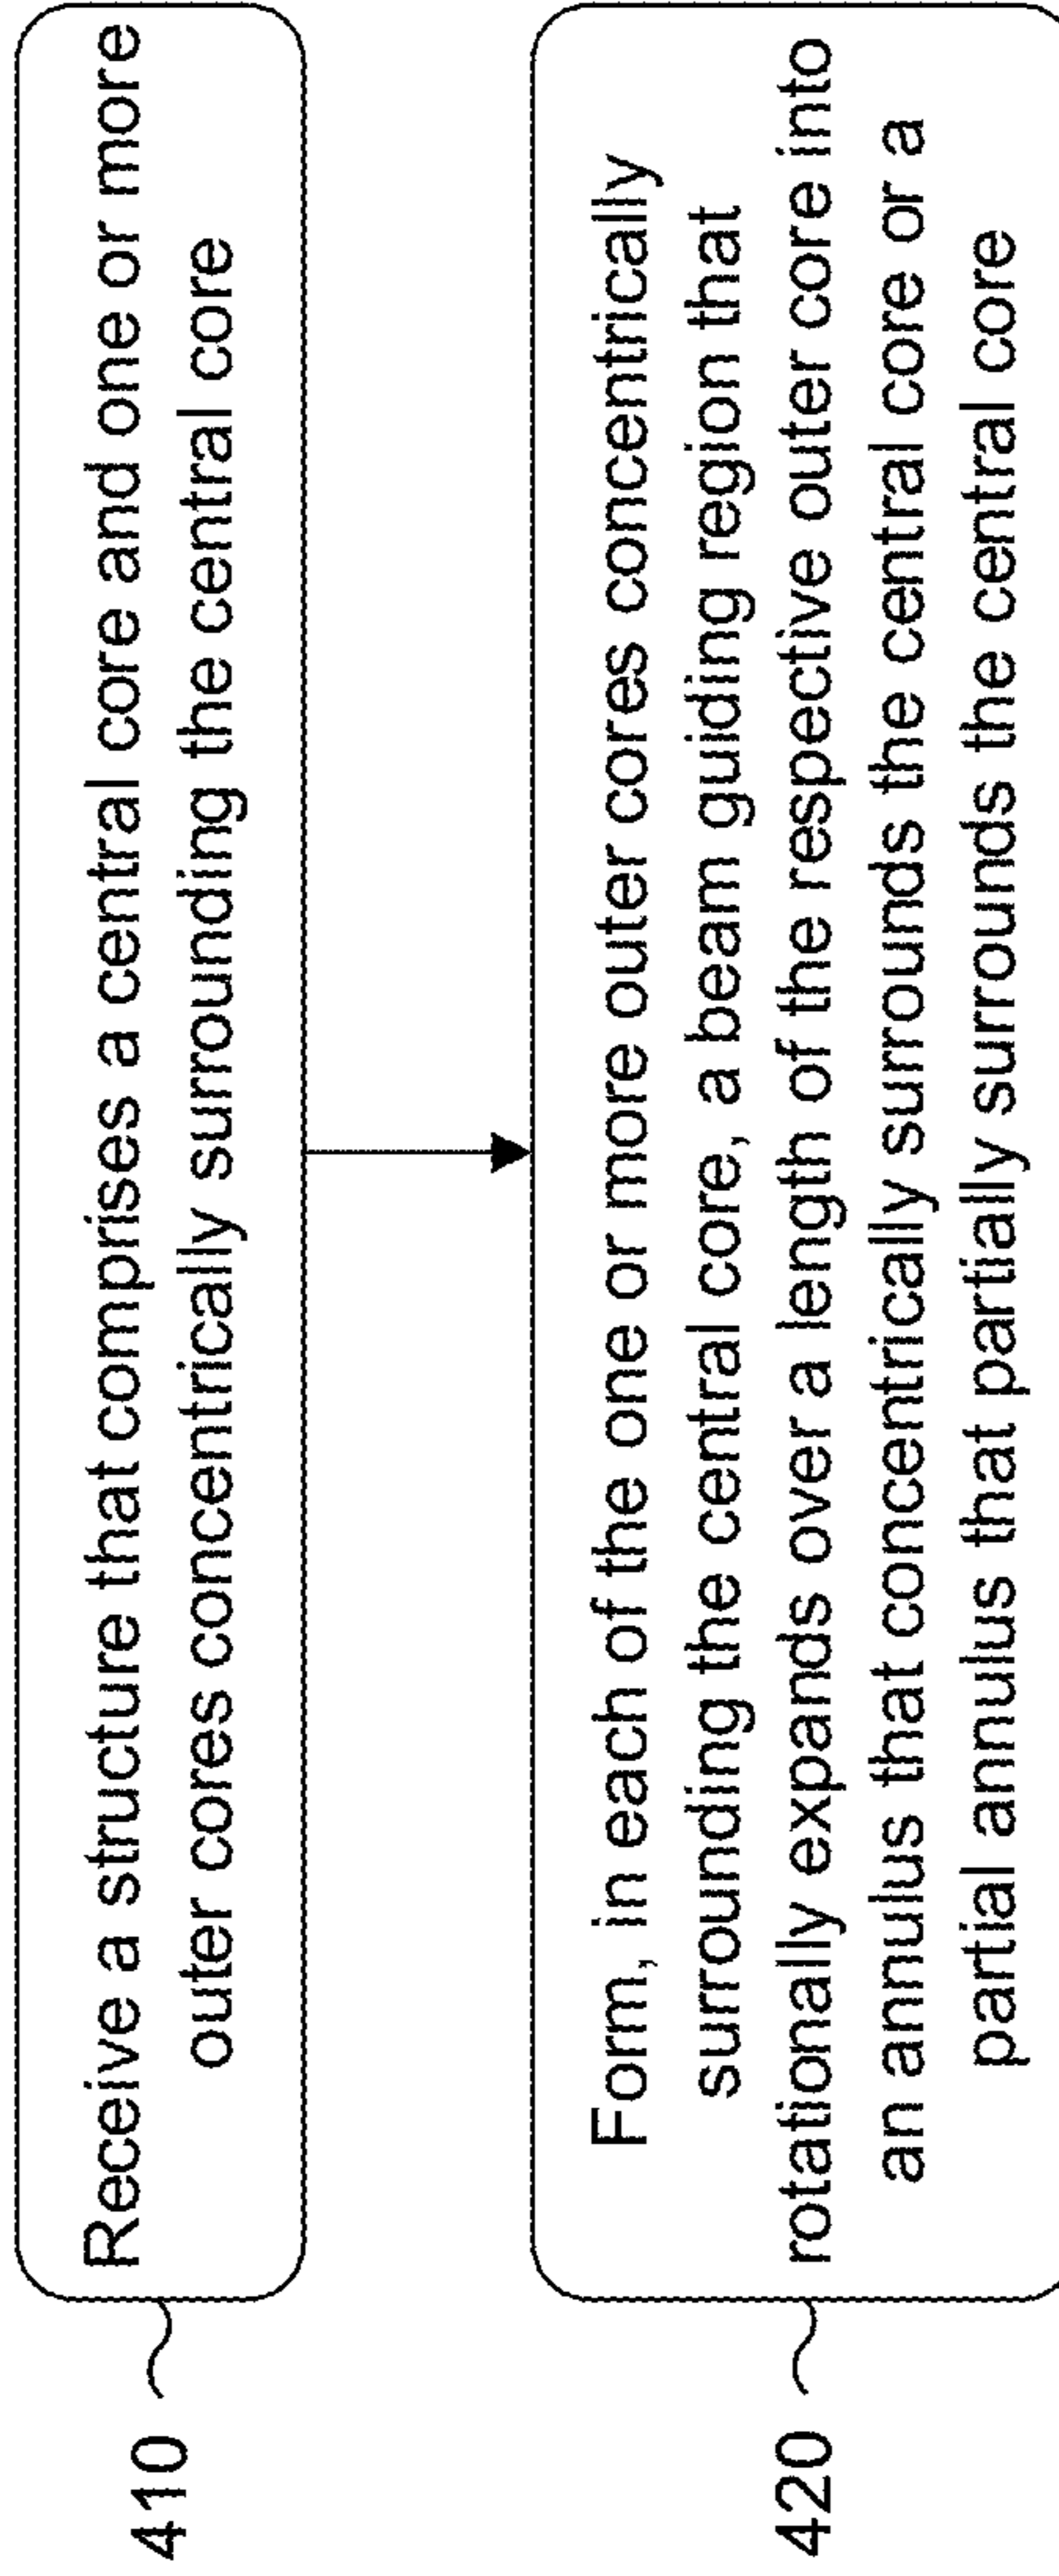 410
Receive a structure that comprises a central core and one or more
outer cores concentrically surrounding the central core
420
Form, in each of the one or more outer cores concentrically
surrounding the central core, a beam guiding region that
rotationally expands over a length of the respective outer core into
an annulus that concentrically surrounds the central core or a
partial annulus that partially surrounds the central core